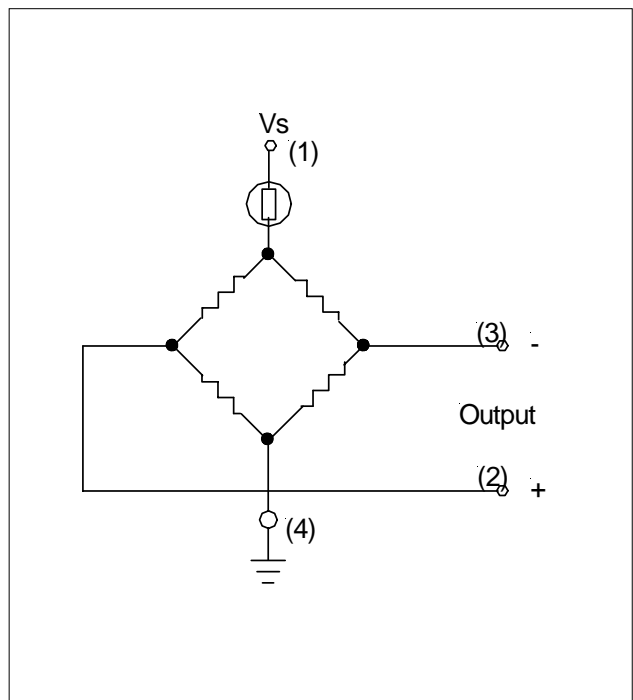 Vs
(1)
(3) -
Output
(2) +
(4)